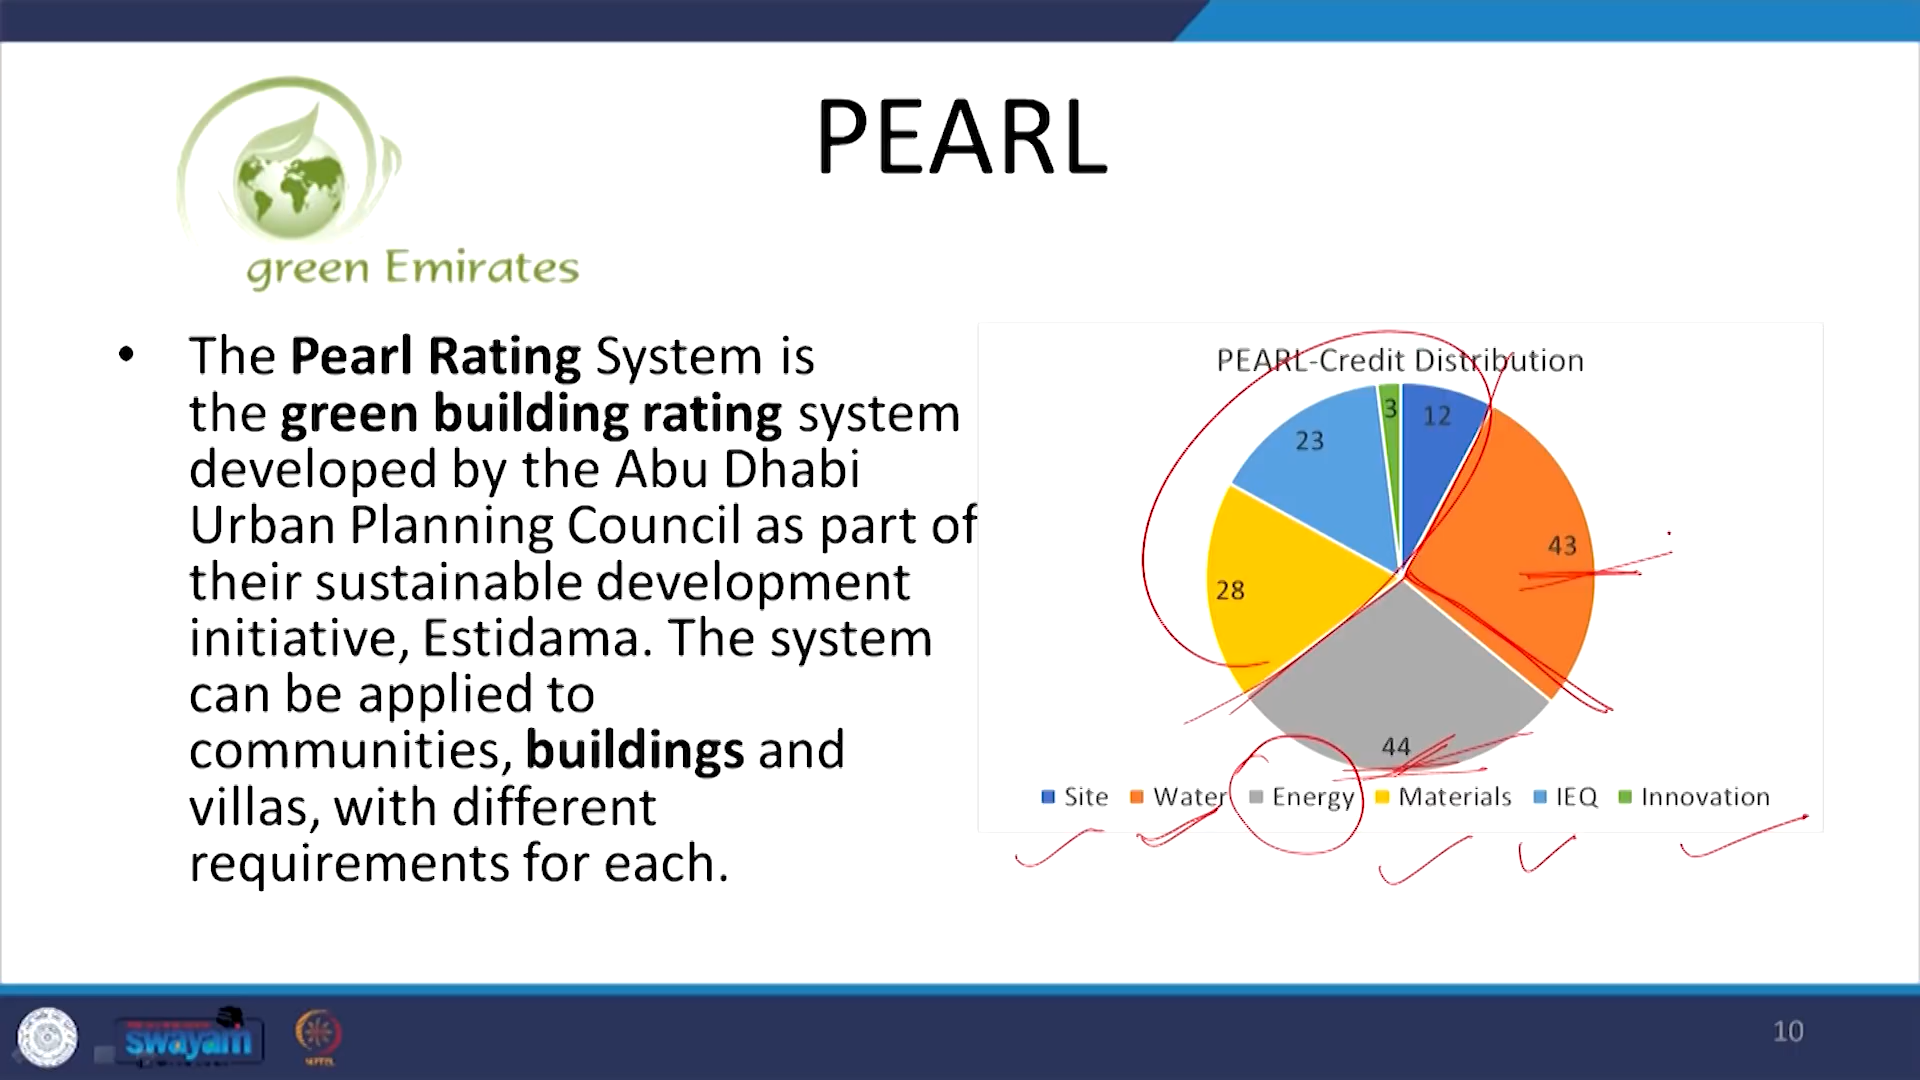 PEARL
green Emirates
• The Pearl Rating System is
the green building rating system
developed by the Abu Dhabi
Urban Planning Council as part of
their sustainable development
initiative, Estidama. The system
can be applied to
communities, buildings and
villas, with different
requirements for each.
PEARL-Credit Distribution
3 12
23
43
28
44
Site Water Energy Materials IEQ Innovation
swayam
10